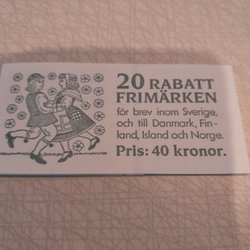 20 RABATT
FRIMÄRKEN
för brev inom Sverige,
och till Danmark, Fin-
land, Island och Norge.
Pris: 40 kronor.